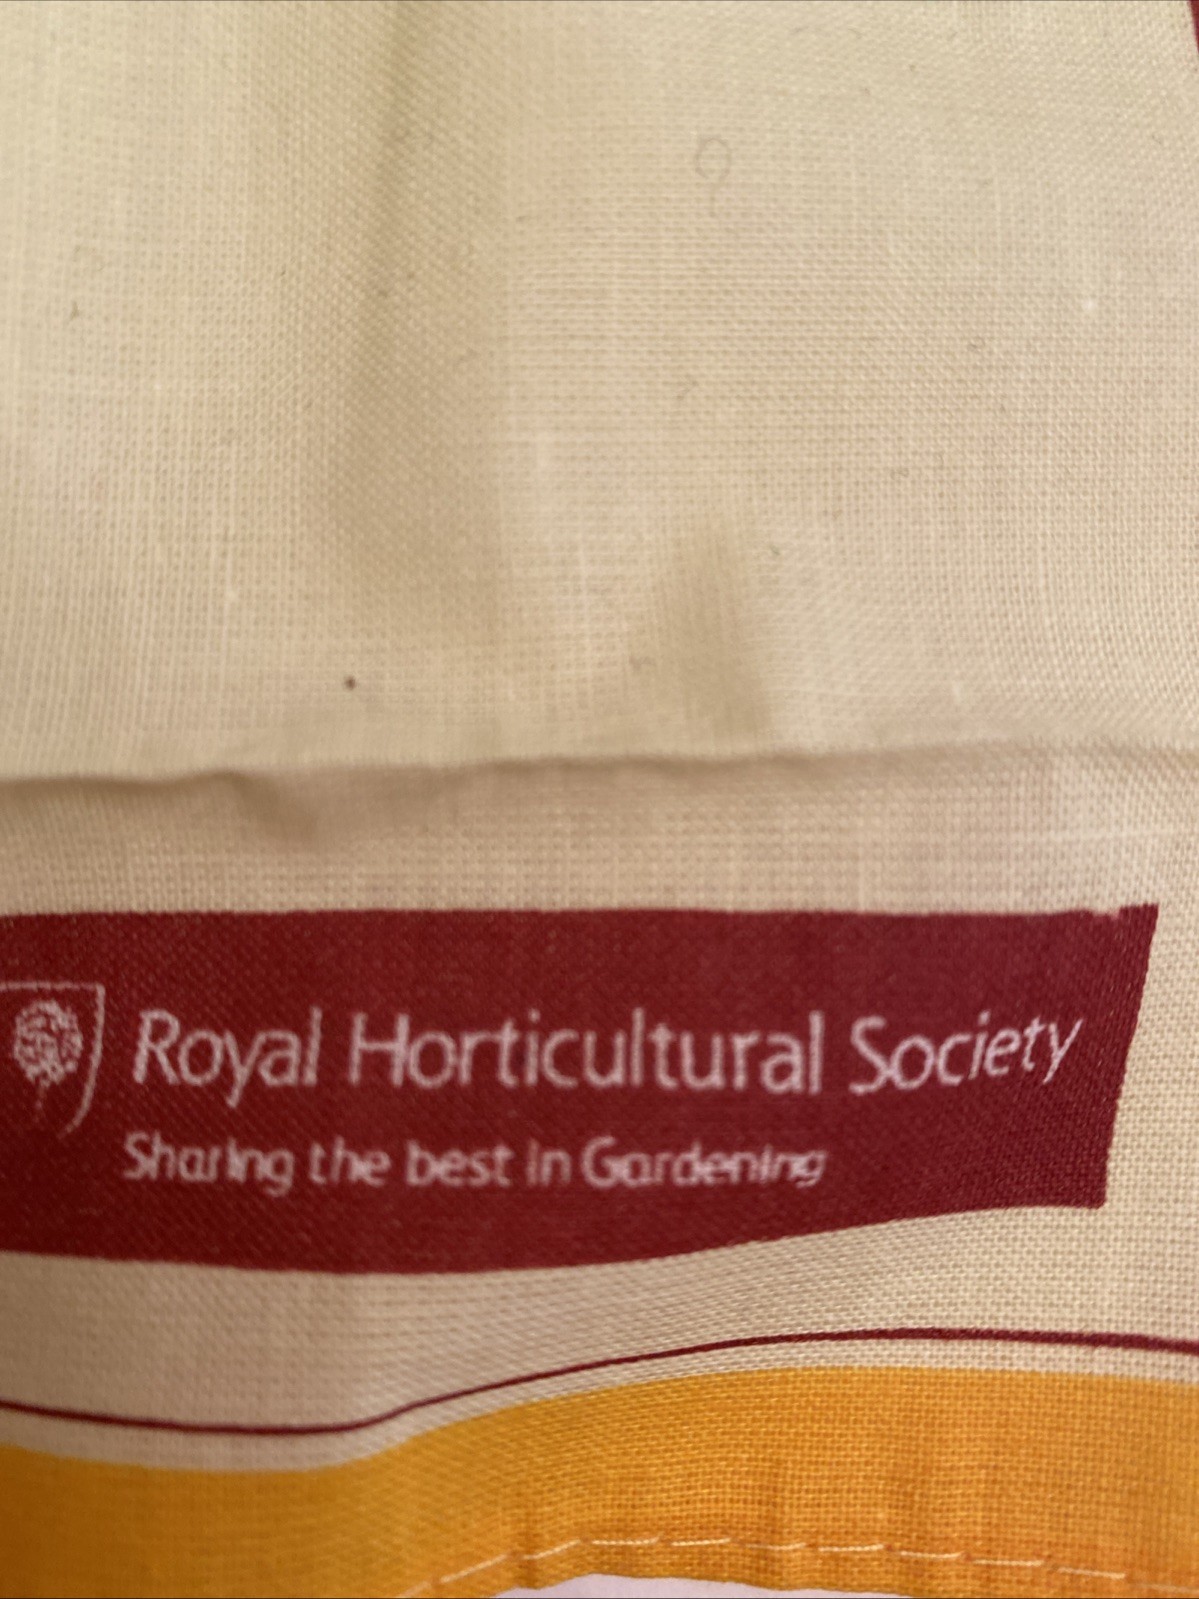 Royal Horticultural Society
Sharing the best in Gardening